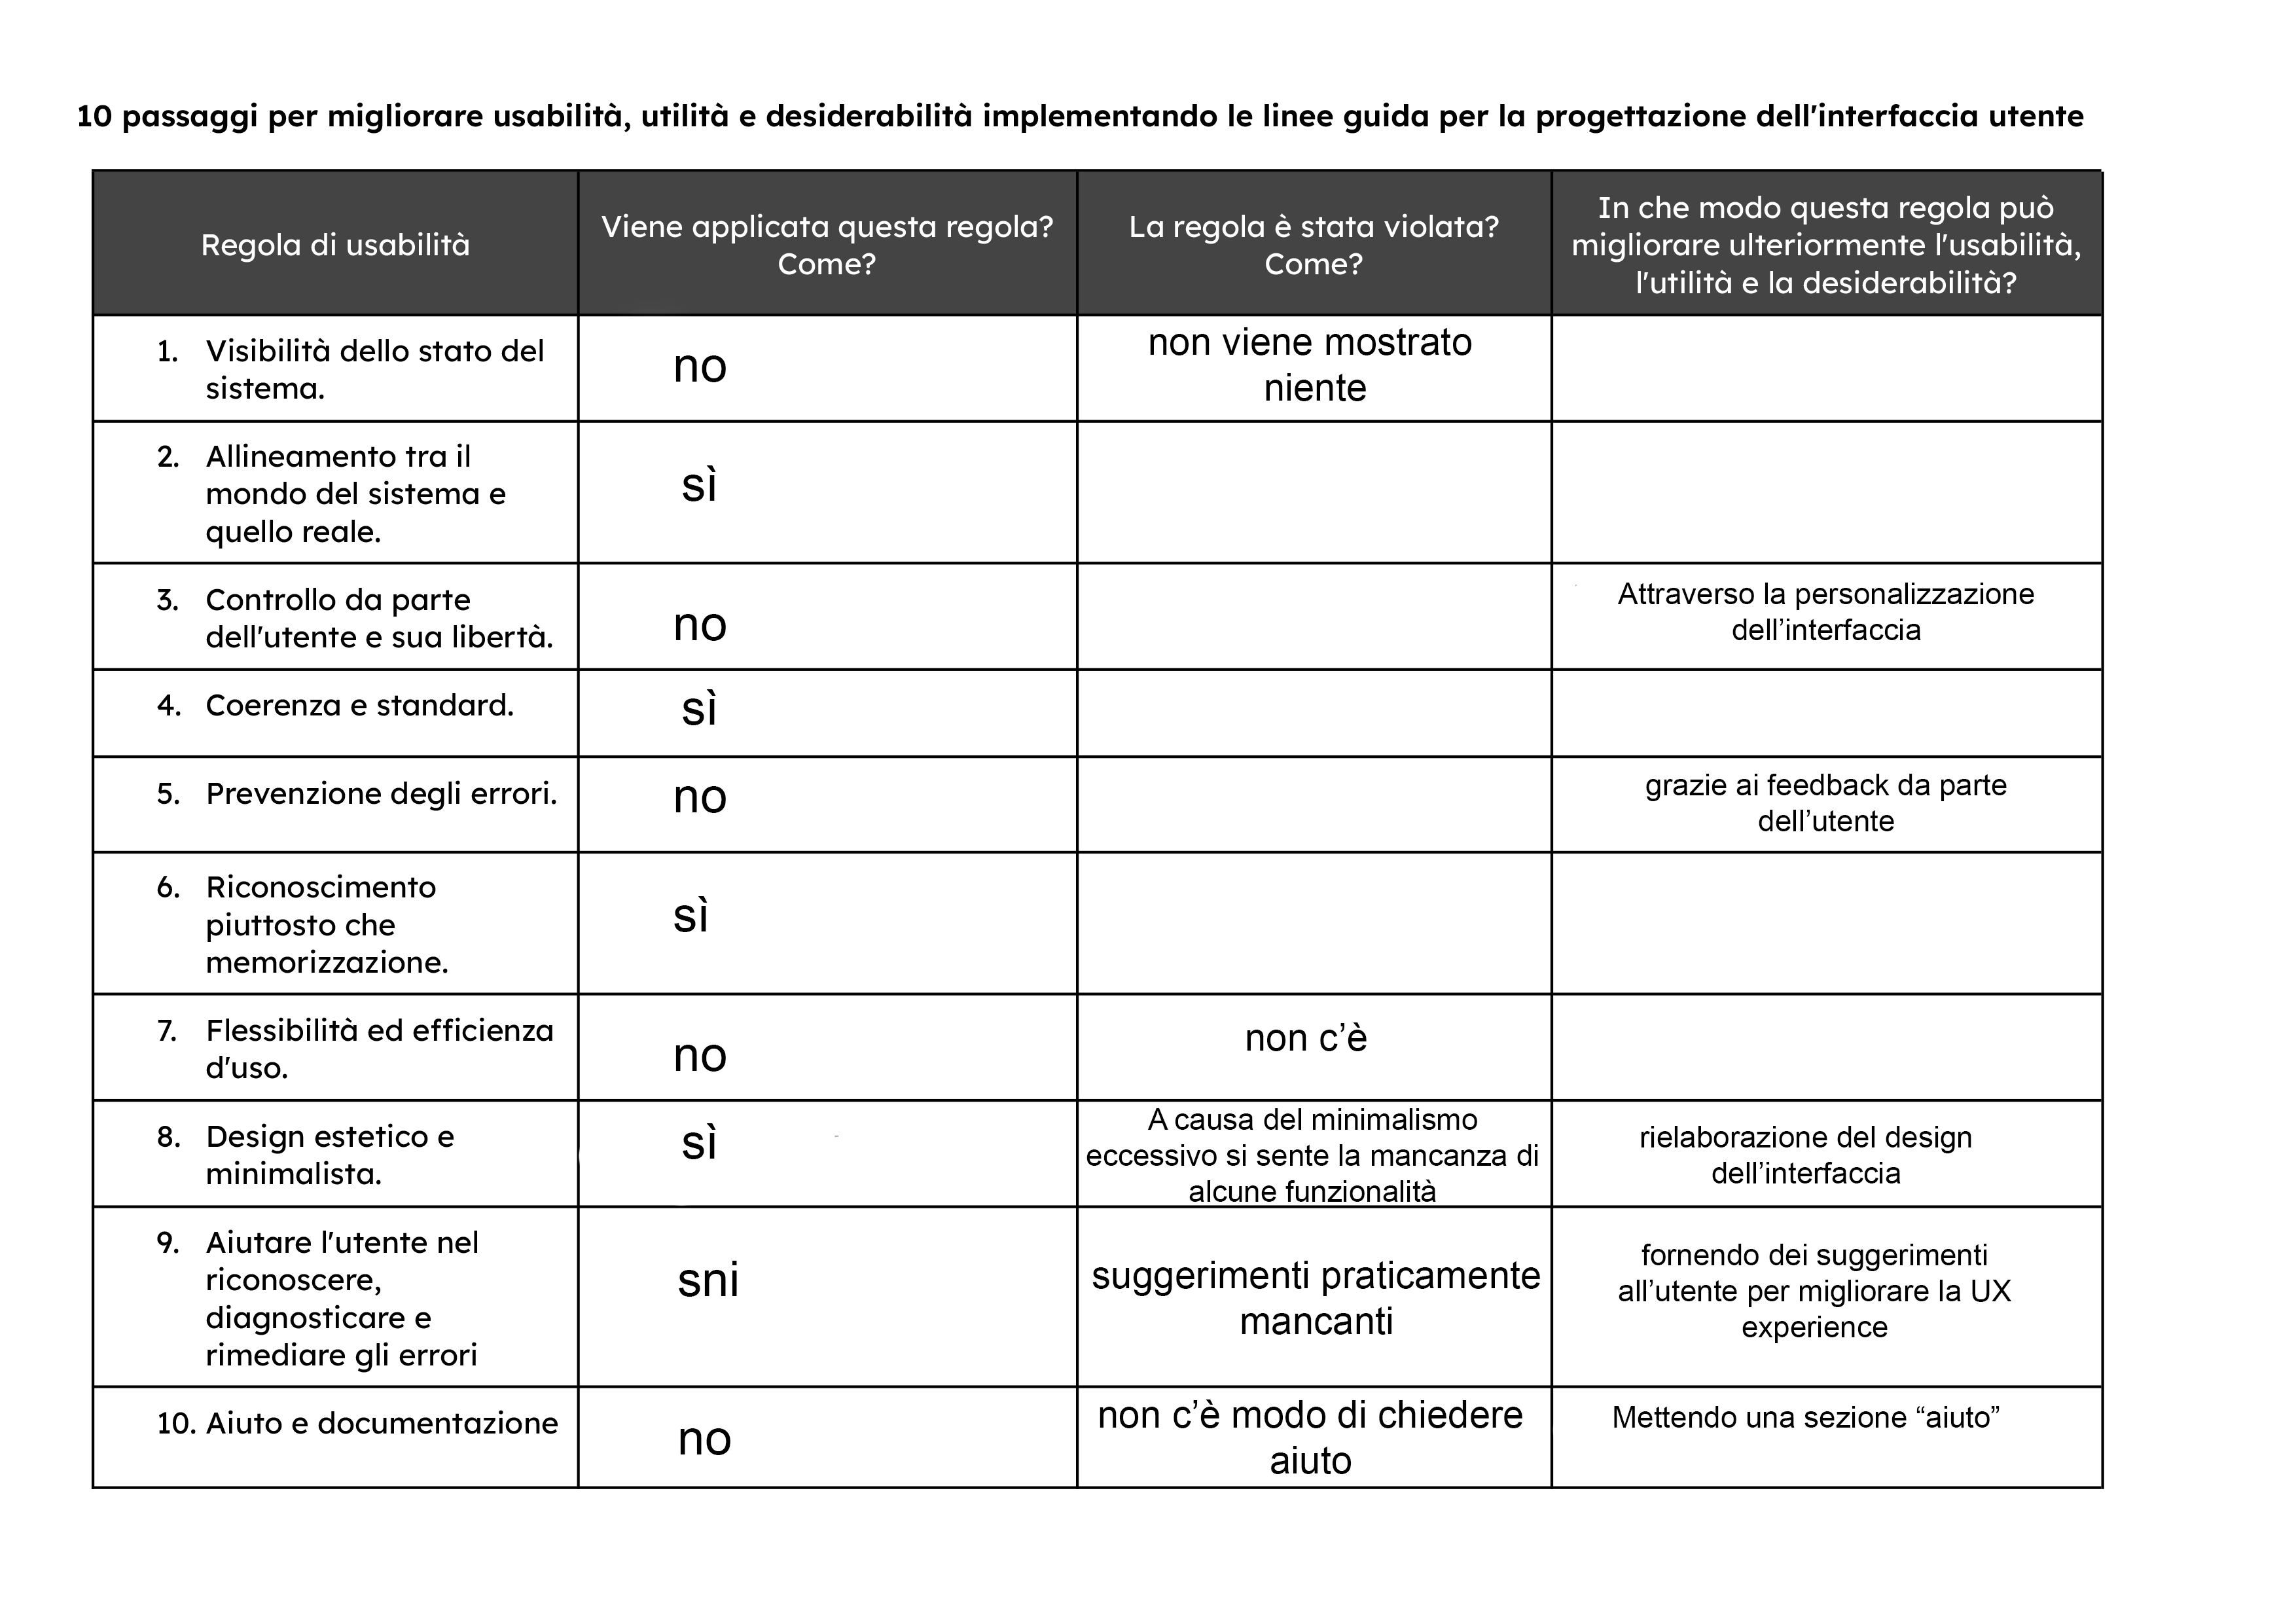 10 passaggi per migliorare usabilità, utilità e desiderabilità implementando le linee guida per la progettazione dell'interfaccia utente
Regola di usabilità
Viene applicata questa regola?
Come?
La regola è stata violata?
Come?
In che modo questa regola può
migliorare ulteriormente l'usabilità,
l'utilità e la desiderabilità?
1. Visibilità dello stato del
sistema.
no
non viene mostrato
niente
2. Allineamento tra il
mondo del sistema e
quello reale.
sì
3. Controllo da parte
dell'utente e sua libertà.
no
Attraverso la personalizzazione
dell’interfaccia
4. Coerenza e standard.
sì
5. Prevenzione degli errori.
no
grazie ai feedback da parte
dell’utente
6. Riconoscimento
piuttosto che
memorizzazione.
sì
7. Flessibilità ed efficienza
d'uso.
no
non c’è
8. Design estetico e
minimalista.
sì
A causa del minimalismo
eccessivo si sente la mancanza di
alcune funzionalità
rielaborazione del design
dell’interfaccia
9. Aiutare l'utente nel
riconoscere,
diagnosticare e
rimediare gli errori
sni
suggerimenti praticamente
mancanti
fornendo dei suggerimenti
all’utente per migliorare la UX
experience
10. Aiuto e documentazione
no
non c’è modo di chiedere
aiuto
Mettendo una sezione “aiuto”